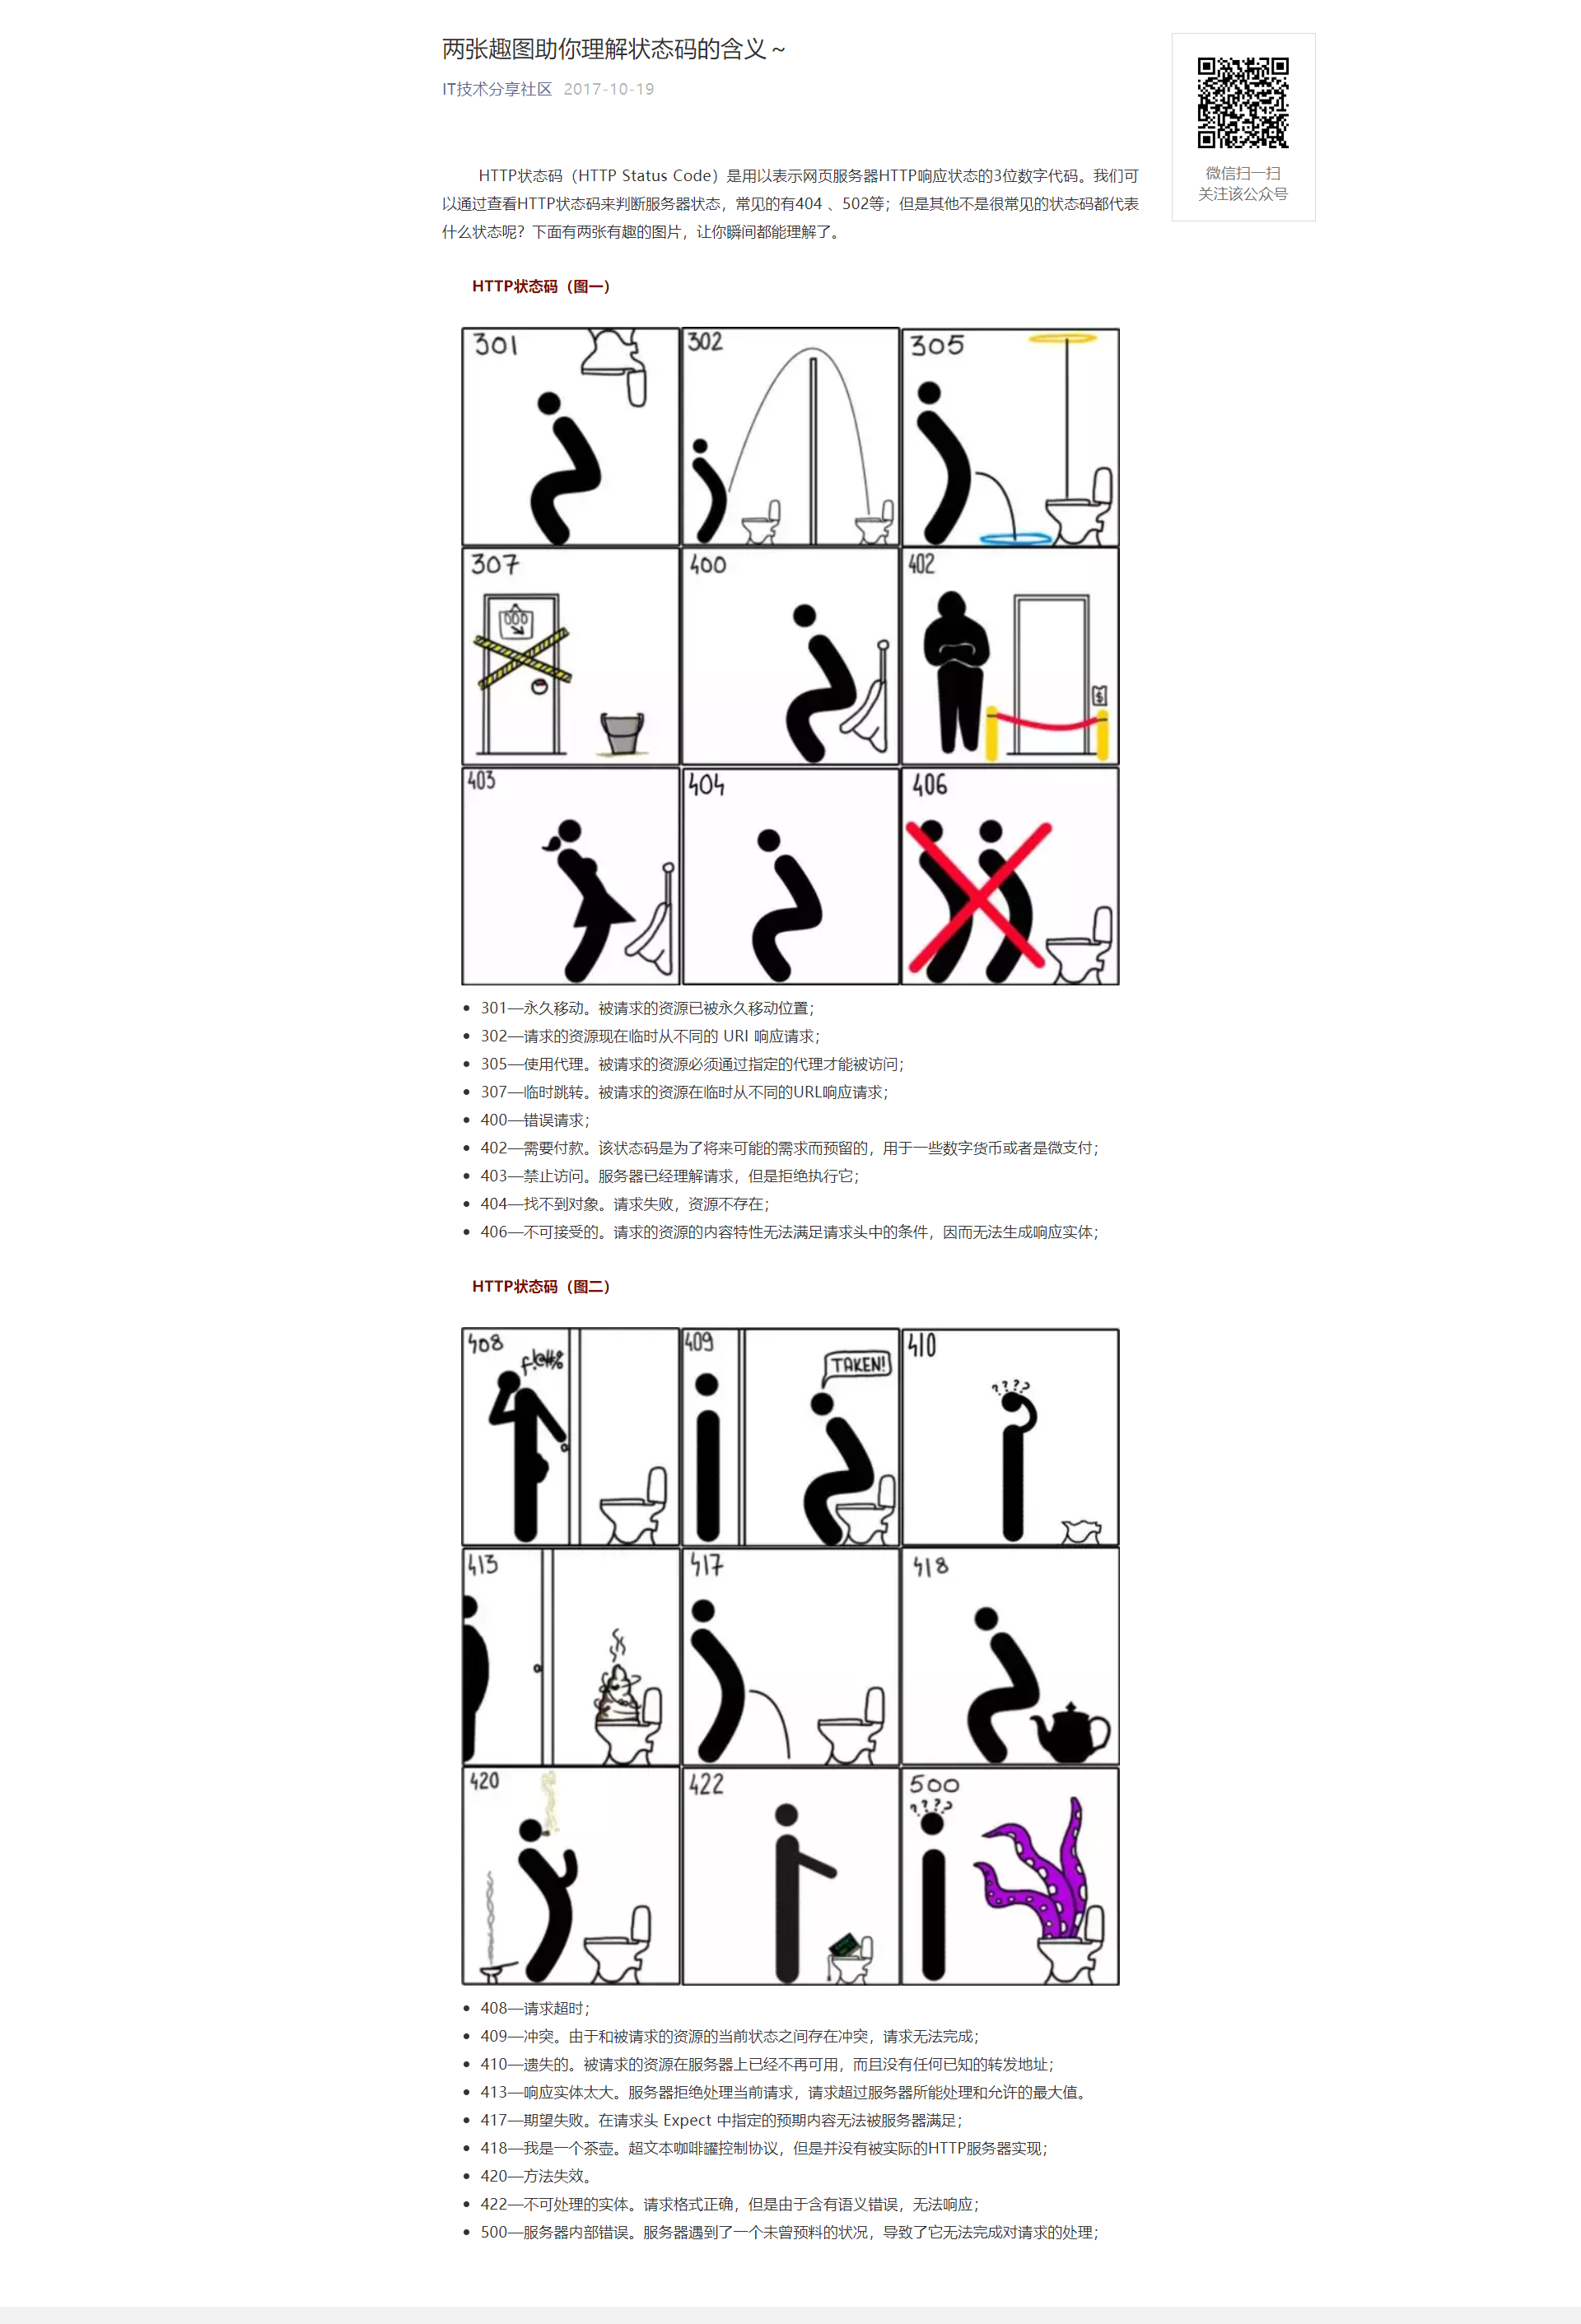 两张趣图助你理解状态码的含义～
IT技术分享社区 2017-10-19
微信扫一扫
关注该公众号
HTTP状态码（HTTP Status Code）是用以表示网页服务器HTTP响应状态的3位数字代码。我们可
以通过查看HTTP状态码来判断服务器状态，常见的有404 、502等；但是其他不是很常见的状态码都代表
什么状态呢？下面有两张有趣的图片，让你瞬间都能理解了。
HTTP状态码（图一）
301
302
305
307
400
402
$
403
404
406
301—永久移动。被请求的资源已被永久移动位置；
302—请求的资源现在临时从不同的 URI 响应请求；
305—使用代理。被请求的资源必须通过指定的代理才能被访问；
307—临时跳转。被请求的资源在临时从不同的URL响应请求；
400—错误请求；
402—需要付款。该状态码是为了将来可能的需求而预留的，用于一些数字货币或者是微支付；
403—禁止访问。服务器已经理解请求，但是拒绝执行它；
404—找不到对象。请求失败，资源不存在；
406—不可接受的。请求的资源的内容特性无法满足请求头中的条件，因而无法生成响应实体；
HTTP状态码（图二）
408
f!@#%
409
TAKEN!
410
????
413
417
418
420
422
500
????
408—请求超时；
409—冲突。由于和被请求的资源的当前状态之间存在冲突，请求无法完成；
410—遗失的。被请求的资源在服务器上已经不再可用，而且没有任何已知的转发地址；
413—响应实体太大。服务器拒绝处理当前请求，请求超过服务器所能处理和允许的最大值。
417—期望失败。在请求头 Expect 中指定的预期内容无法被服务器满足；
418—我是一个茶壶。超文本咖啡罐控制协议，但是并没有被实际的HTTP服务器实现；
420—方法失效。
422—不可处理的实体。请求格式正确，但是由于含有语义错误，无法响应；
500—服务器内部错误。服务器遇到了一个未曾预料的状况，导致了它无法完成对请求的处理；